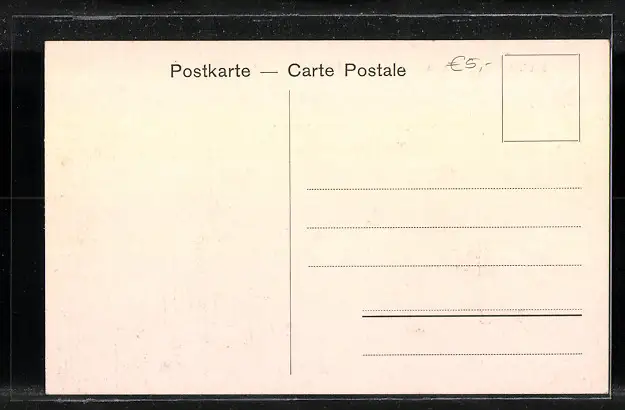 Postkarte — Carte Postale €5,-